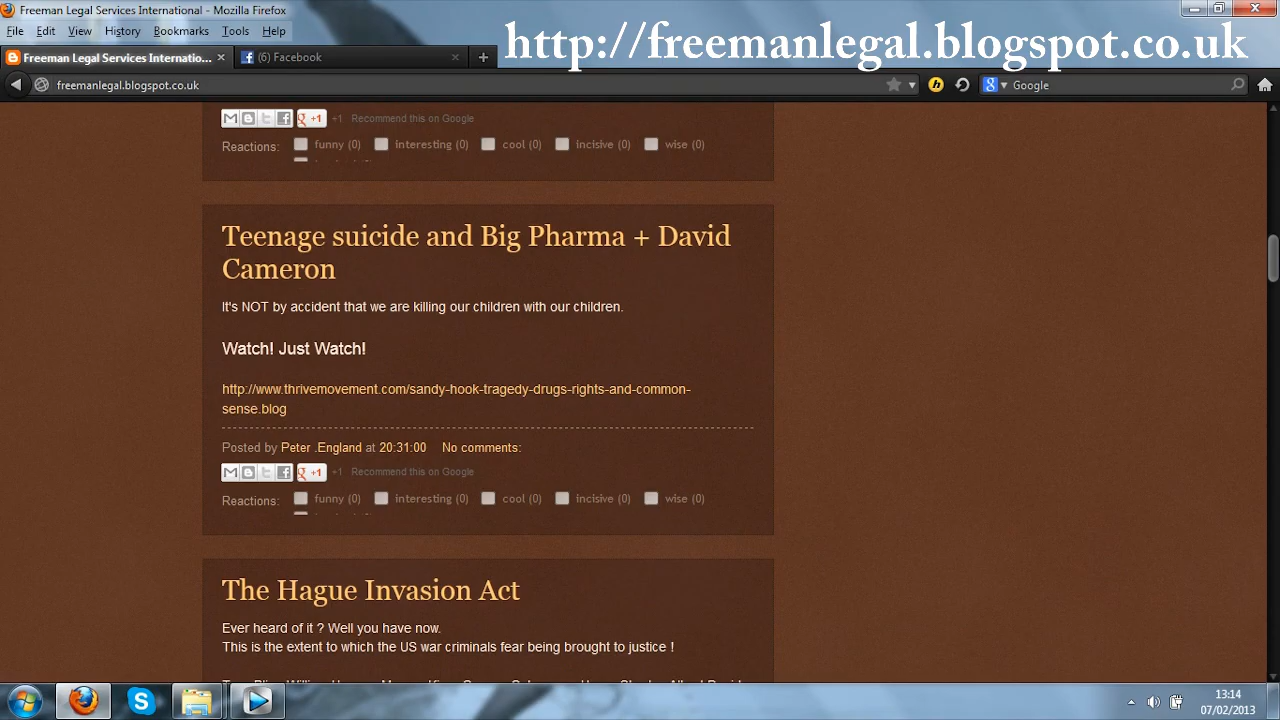 Freeman Legal Services International - Mozilla Firefox
http://freemanlegal.blogspot.co.uk
File Edit View History Bookmarks Tools Help
Freeman Legal Services Internatio...
(6) Facebook
freemanlegal.blogspot.co.uk
Google
+1 +1 Recommend this on Google
Reactions: funny (0) interesting (0) cool (0) incisive (0) wise (0)
Teenage suicide and Big Pharma + David
Cameron
It's NOT by accident that we are killing our children with our children.
Watch! Just Watch!
http://www.thrivemovement.com/sandy-hook-tragedy-drugs-rights-and-common-
sense.blog
Posted by Peter .England at 20:31:00 No comments:
+1 +1 Recommend this on Google
Reactions: funny (0) interesting (0) cool (0) incisive (0) wise (0)
The Hague Invasion Act
Ever heard of it ? Well you have now.
This is the extent to which the US war criminals fear being brought to justice !
13:14
07/02/2013